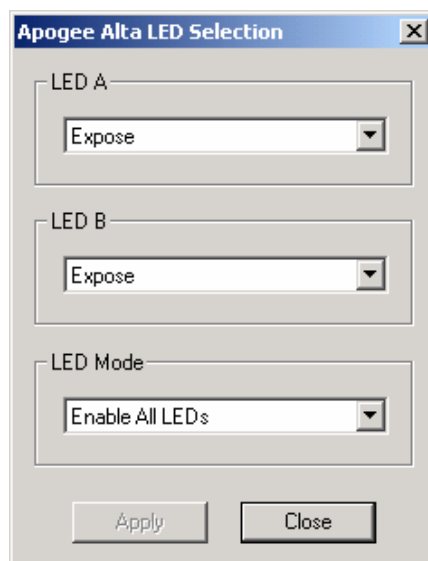 Apogee Alta LED Selection
LED A
Expose
LED B
Expose
LED Mode
Enable All LEDs
Apply
Close